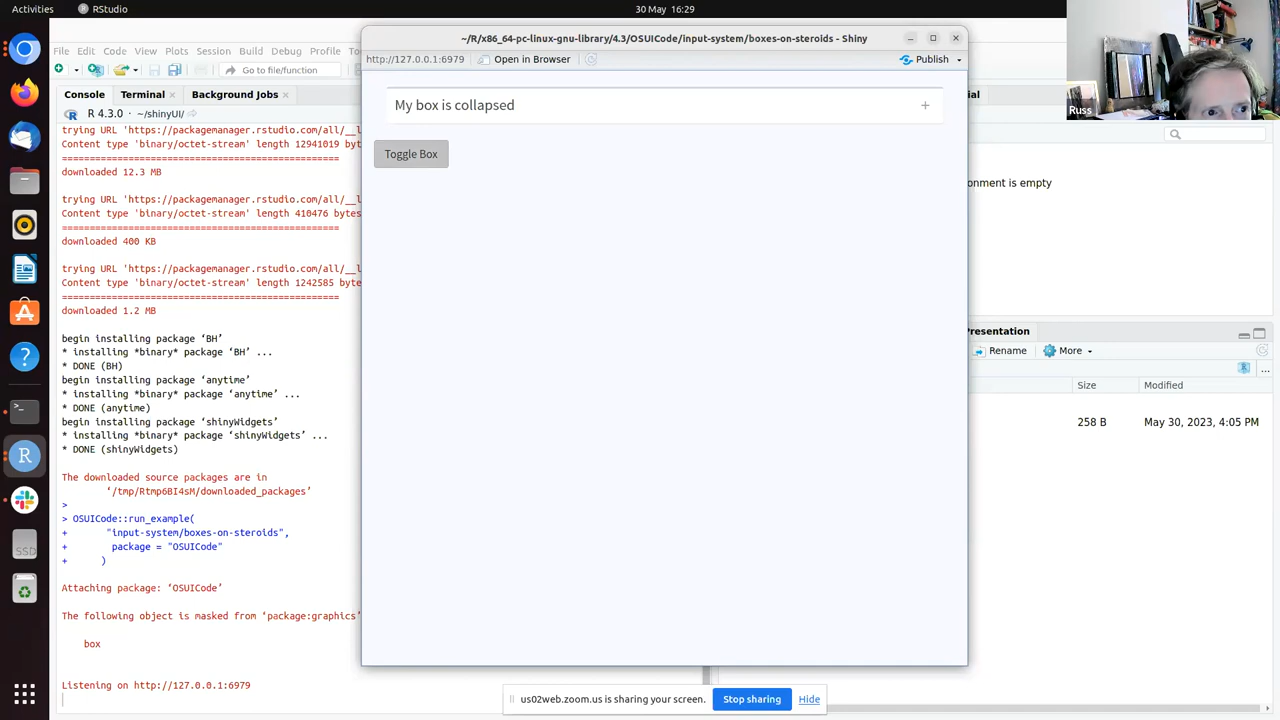 Activities
RStudio
30 May 16:29
File Edit Code View Plots Session Build Debug Profile
Go to file/function
~/R/x86_64-pc-linux-gnu-library/4.3/OSUICode/input-system/boxes-on-steroids - Shiny
http://127.0.0.1:6979
Open in Browser
Publish
My box is collapsed
+
Toggle Box
Russ
Console
Terminal
Background Jobs
R 4.3.0 · ~/shinyUI/
trying URL 'https://packagemanager.rstudio.com/all/__l
Content type 'binary/octet-stream' length 12941019 byt
================================================
downloaded 12.3 MB
trying URL 'https://packagemanager.rstudio.com/all/__l
Content type 'binary/octet-stream' length 410476 bytes
================================================
downloaded 400 KB
trying URL 'https://packagemanager.rstudio.com/all/__l
Content type 'binary/octet-stream' length 1242585 byte
================================================
downloaded 1.2 MB
begin installing package ‘BH’
* installing *binary* package ‘BH’ ...
* DONE (BH)
begin installing package ‘anytime’
* installing *binary* package ‘anytime’ ...
* DONE (anytime)
begin installing package ‘shinyWidgets’
* installing *binary* package ‘shinyWidgets’ ...
* DONE (shinyWidgets)
The downloaded source packages are in
‘/tmp/Rtmp6BI4sM/downloaded_packages’
>
> OSUICode::run_example(
+ "input-system/boxes-on-steroids",
+ package = "OSUICode"
+ )
Attaching package: ‘OSUICode’
The following object is masked from ‘package:graphics’
box
Listening on http://127.0.0.1:6979
ial
onment is empty
Presentation
Rename
More
...
Size
Modified
258 B
May 30, 2023, 4:05 PM
SSD
us02web.zoom.us is sharing your screen.
Stop sharing
Hide